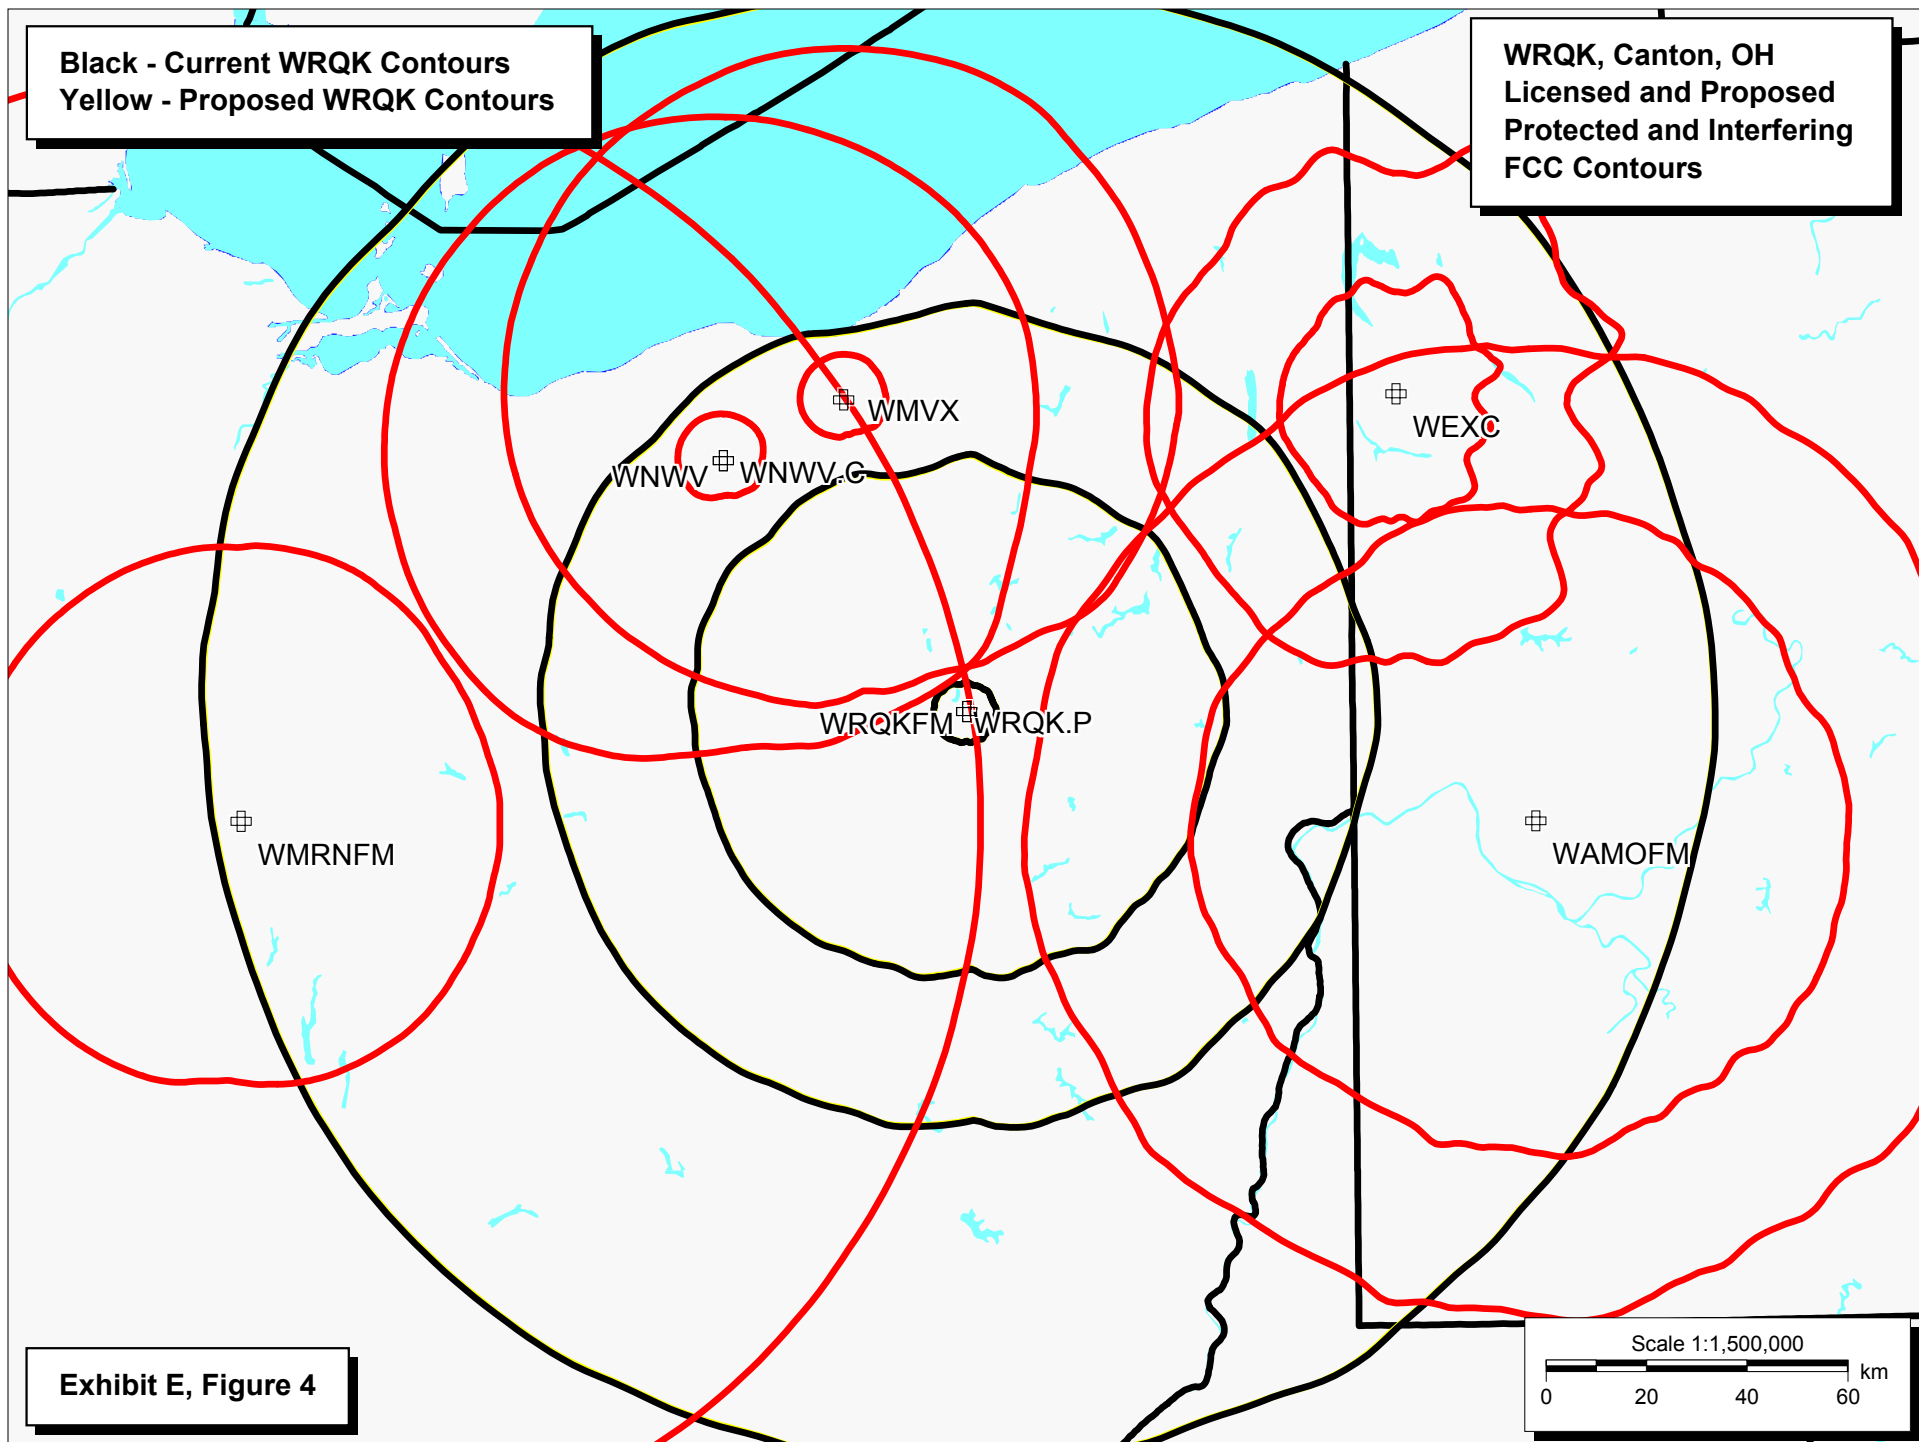 Black - Current WRQK Contours
Yellow - Proposed WRQK Contours
WRQK, Canton, OH
Licensed and Proposed
Protected and Interfering
FCC Contours
WMVX
WEXC
WNWV
WNWV.C
WRQKFM
WRQK.P
WMRNFM
WAMOFM
Exhibit E, Figure 4
Scale 1:1,500,000
km
0 20 40 60